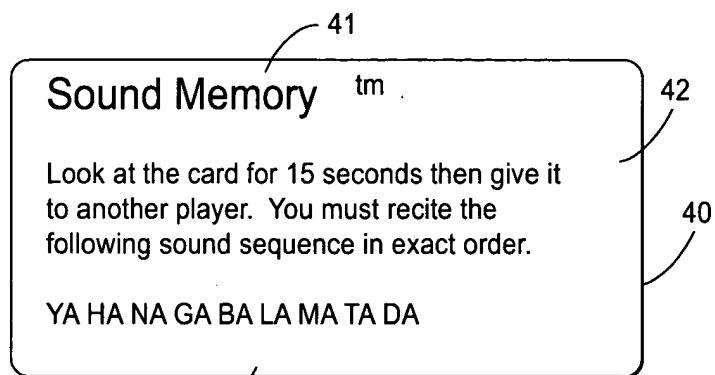 41
Sound Memory tm
42
Look at the card for 15 seconds then give it
to another player. You must recite the
following sound sequence in exact order.
40
YA HA NA GA BA LA MA TA DA